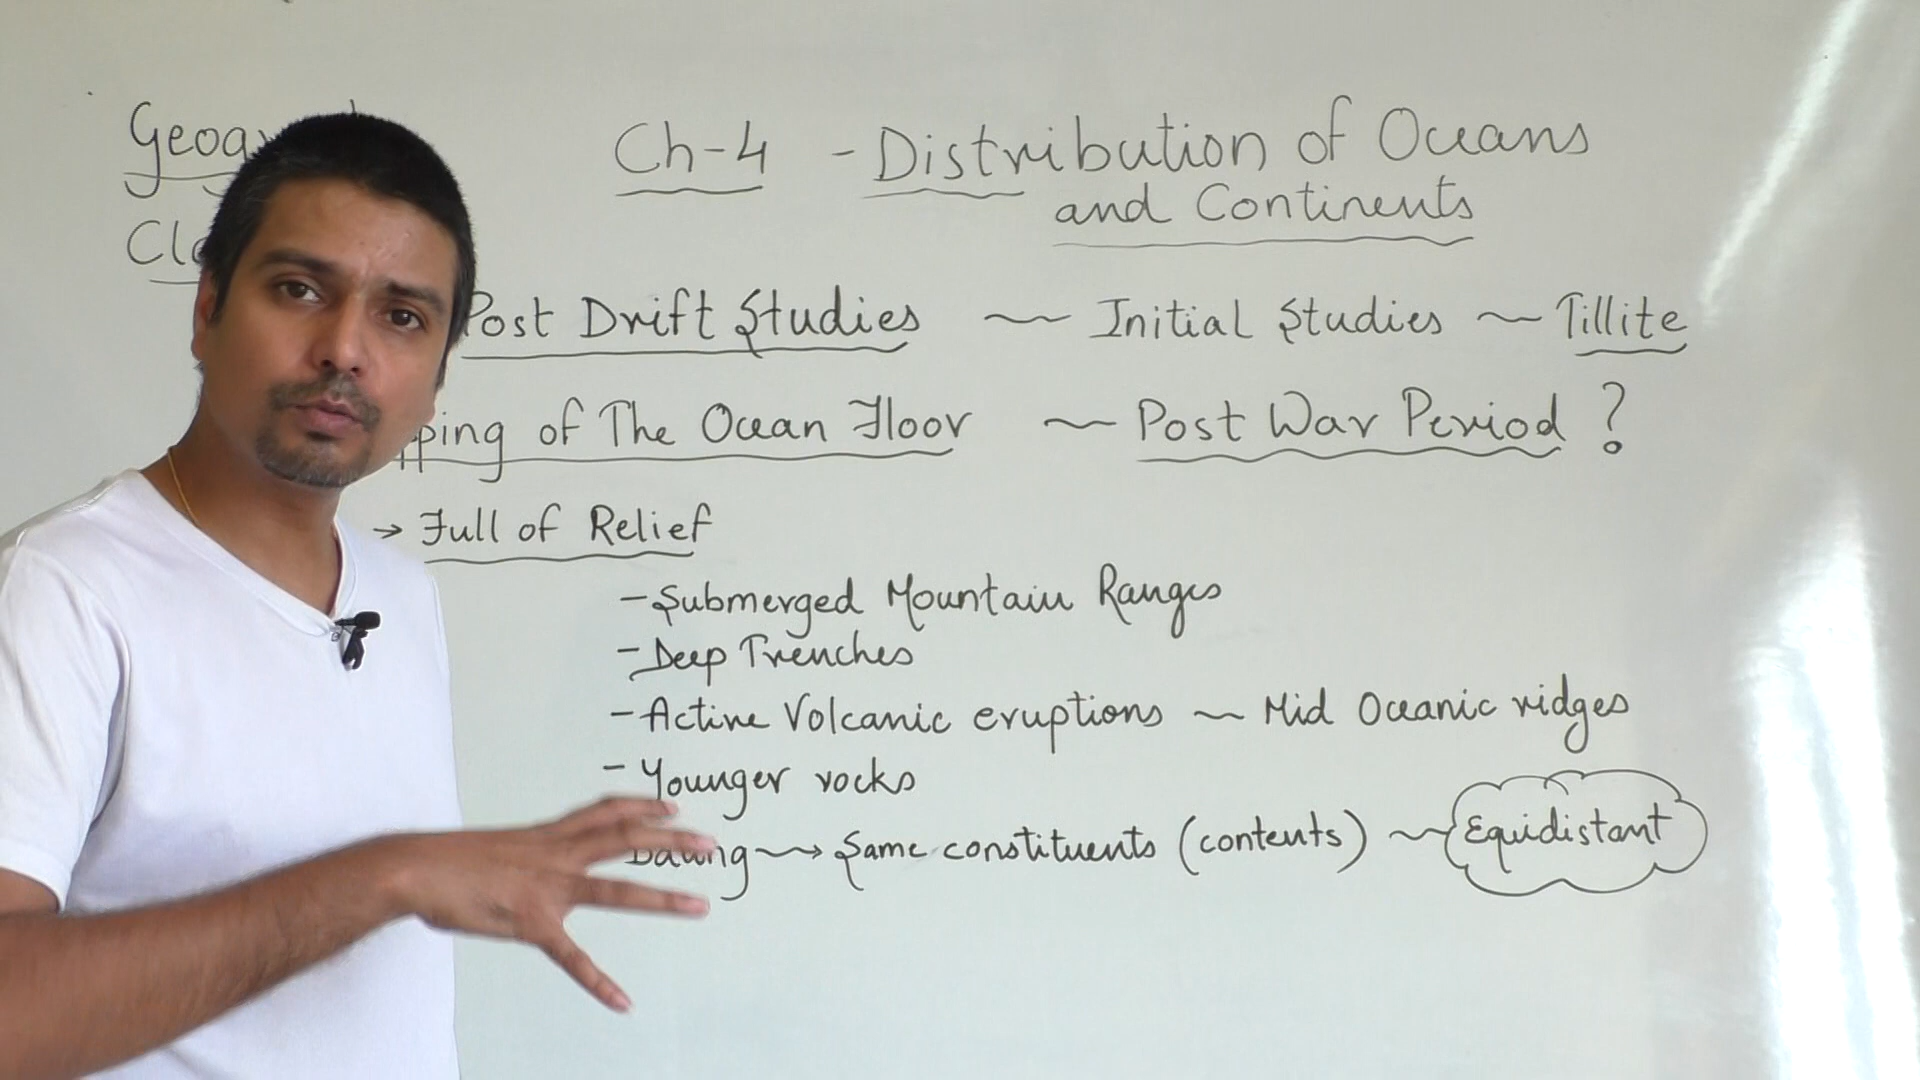 Ch-4 - Distribution of Oceans
and Continents
Post Drift Studies ~ Initial Studies ~ Tillite
of The Ocean Floor ~ Post War Period ?
→ Full of Relief
- Submerged Mountain Ranges
- Deep Trenches
- Active Volcanic eruptions ~ Mid Oceanic ridges
- Younger rocks
Dating → Same constituents (contents) ~ Equidistant